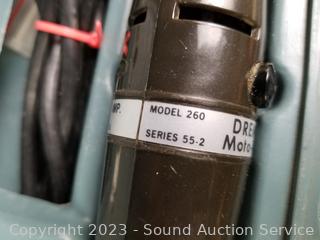 MP.
MODEL 260
SERIES 55-2
DRE
Moto-
Copyright 2023 - Sound Auction Service